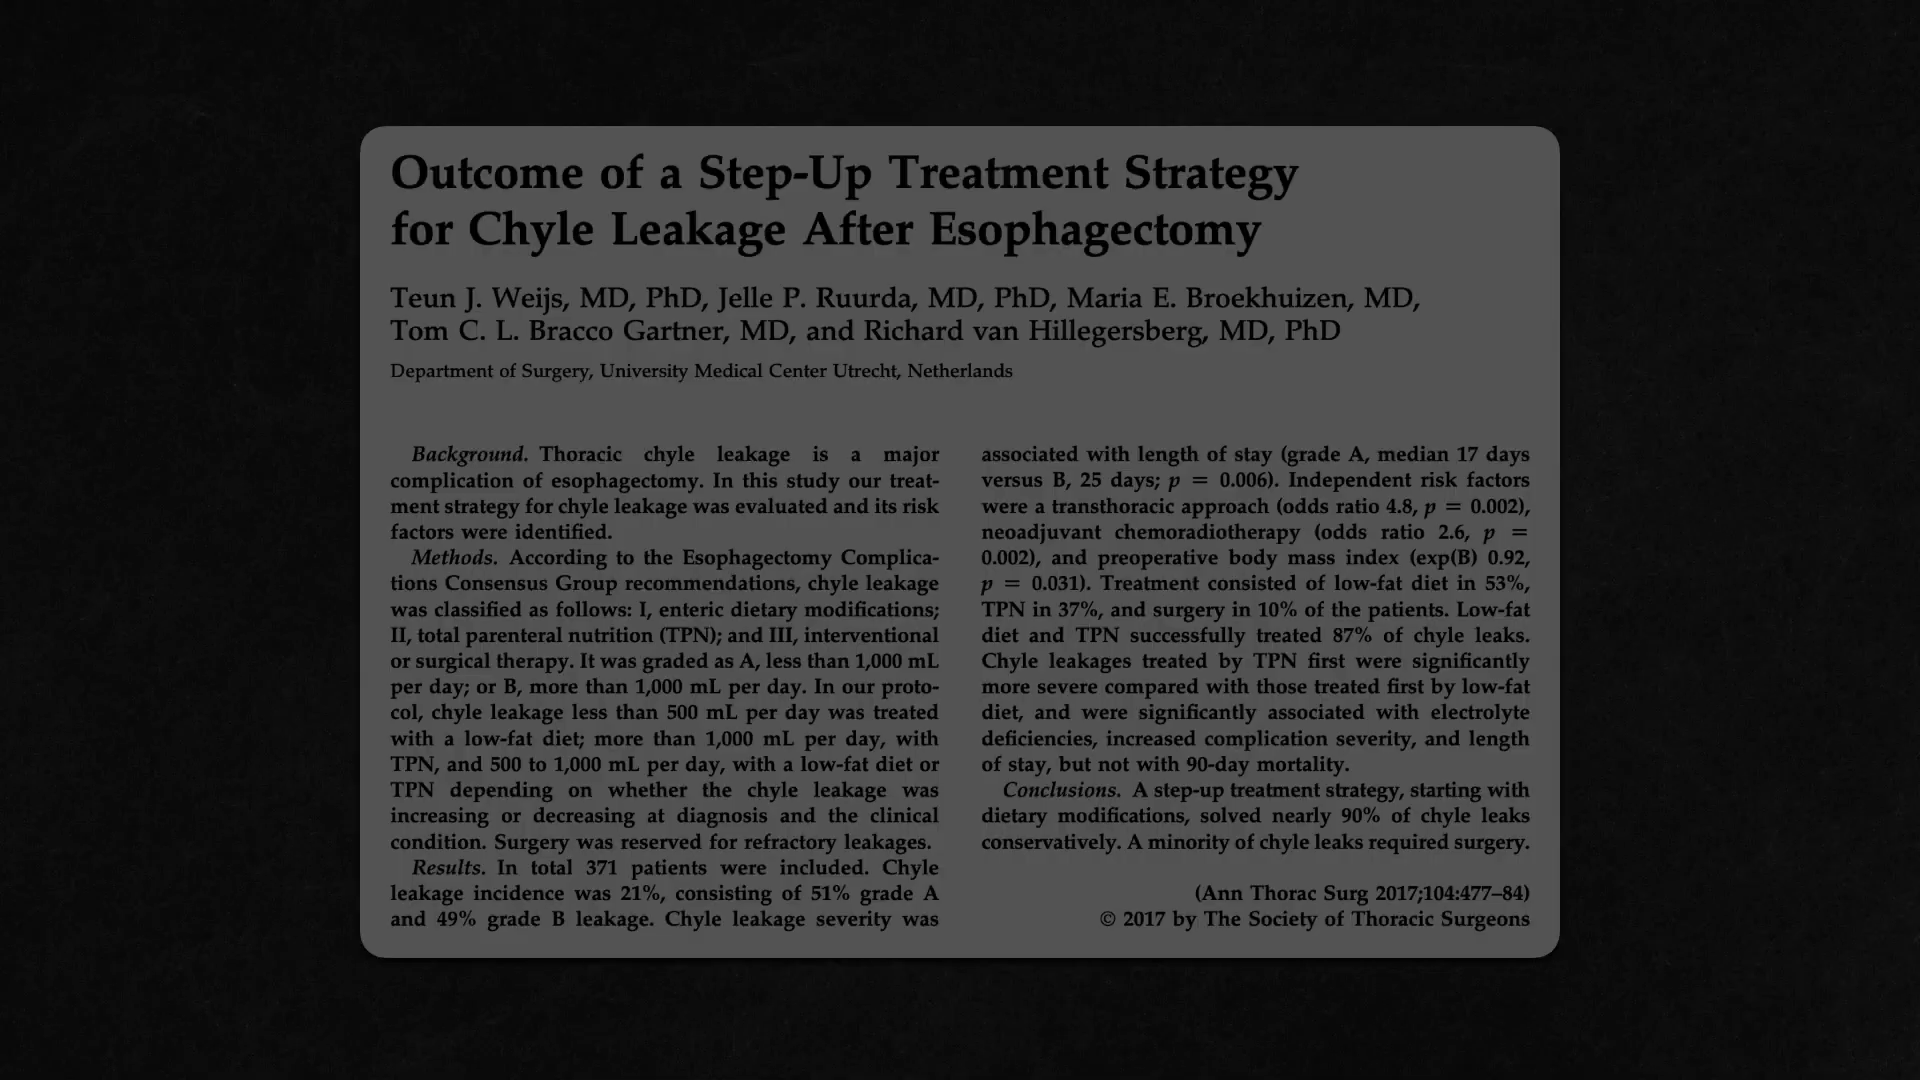 Outcome of a Step-Up Treatment Strategy
for Chyle Leakage After Esophagectomy
Teun J. Weijs, MD, PhD, Jelle P. Ruurda, MD, PhD, Maria E. Broekhuizen, MD,
Tom C. L. Bracco Gartner, MD, and Richard van Hillegersberg, MD, PhD
Department of Surgery, University Medical Center Utrecht, Netherlands
Background. Thoracic chyle leakage is a major
complication of esophagectomy. In this study our treat-
ment strategy for chyle leakage was evaluated and its risk
factors were identified.
Methods. According to the Esophagectomy Complica-
tions Consensus Group recommendations, chyle leakage
was classified as follows: I, enteric dietary modifications;
II, total parenteral nutrition (TPN); and III, interventional
or surgical therapy. It was graded as A, less than 1,000 mL
per day; or B, more than 1,000 mL per day. In our proto-
col, chyle leakage less than 500 mL per day was treated
with a low-fat diet; more than 1,000 mL per day, with
TPN, and 500 to 1,000 mL per day, with a low-fat diet or
TPN depending on whether the chyle leakage was
increasing or decreasing at diagnosis and the clinical
condition. Surgery was reserved for refractory leakages.
Results. In total 371 patients were included. Chyle
leakage incidence was 21%, consisting of 51% grade A
and 49% grade B leakage. Chyle leakage severity was
associated with length of stay (grade A, median 17 days
versus B, 25 days; p = 0.006). Independent risk factors
were a transthoracic approach (odds ratio 4.8, p = 0.002),
neoadjuvant chemoradiotherapy (odds ratio 2.6, p =
0.002), and preoperative body mass index (exp(B) 0.92,
p = 0.031). Treatment consisted of low-fat diet in 53%,
TPN in 37%, and surgery in 10% of the patients. Low-fat
diet and TPN successfully treated 87% of chyle leaks.
Chyle leakages treated by TPN first were significantly
more severe compared with those treated first by low-fat
diet, and were significantly associated with electrolyte
deficiencies, increased complication severity, and length
of stay, but not with 90-day mortality.
Conclusions. A step-up treatment strategy, starting with
dietary modifications, solved nearly 90% of chyle leaks
conservatively. A minority of chyle leaks required surgery.
(Ann Thorac Surg 2017;104:477–84)
© 2017 by The Society of Thoracic Surgeons